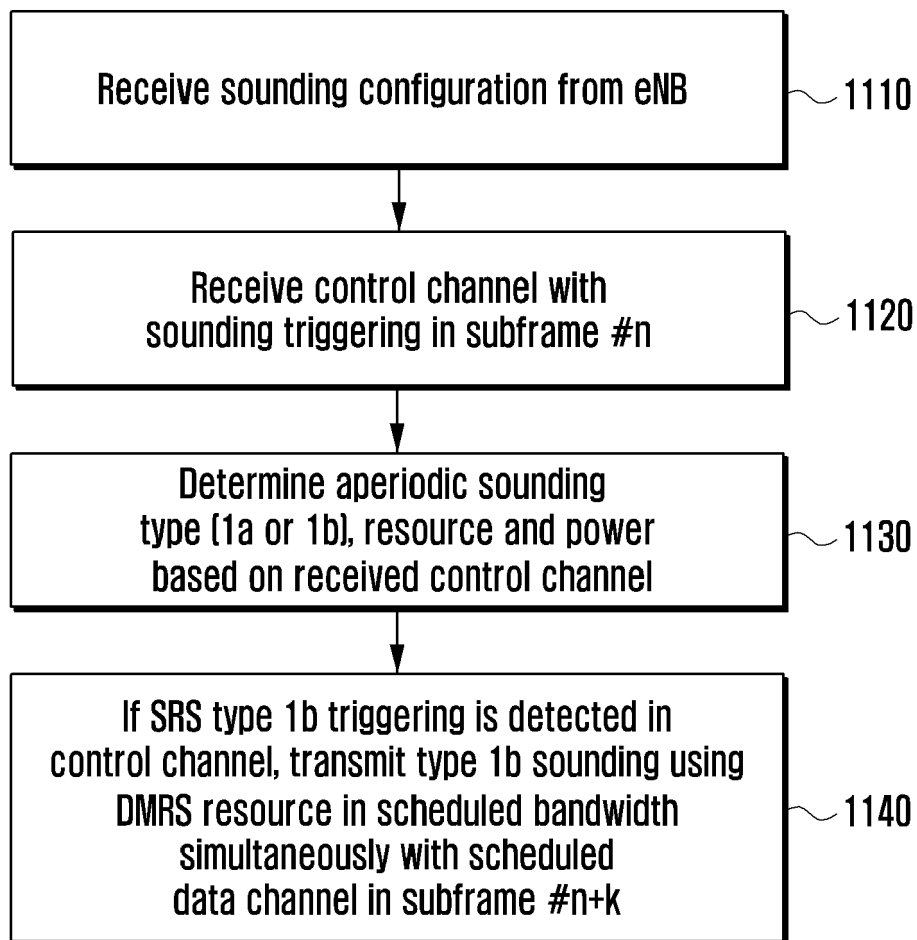 Receive sounding configuration from eNB
1110
Receive control channel with
sounding triggering in subframe #n
1120
Determine aperiodic sounding
type (1a or 1b), resource and power
based on received control channel
1130
If SRS type 1b triggering is detected in
control channel, transmit type 1b sounding using
DMRS resource in scheduled bandwidth
simultaneously with scheduled
data channel in subframe #n+k
1140